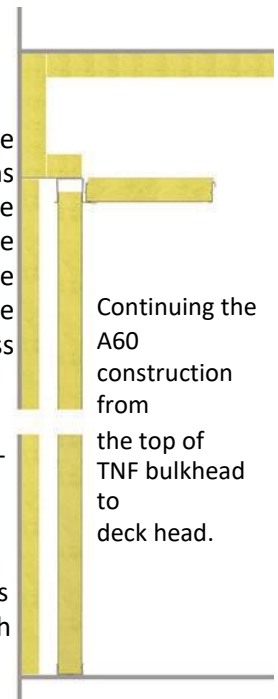 Continuing the
A60
construction
from
the top of
TNF bulkhead
to
deck head.